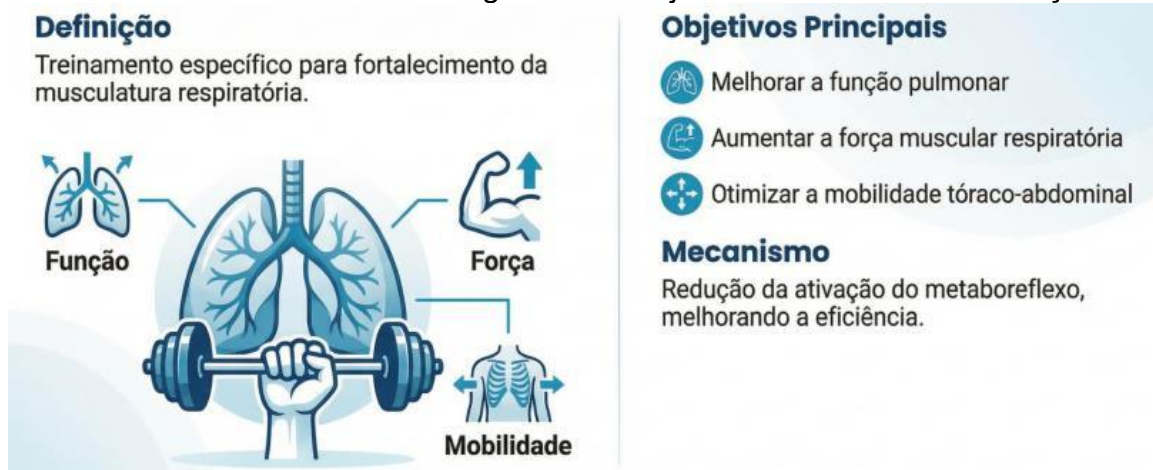 Definição
Treinamento específico para fortalecimento da
musculatura respiratória.
Função
Força
Mobilidade
Objetivos Principais
Melhorar a função pulmonar
Aumentar a força muscular respiratória
Otimizar a mobilidade tóraco-abdominal
Mecanismo
Redução da ativação do metaboreflexo,
melhorando a eficiência.